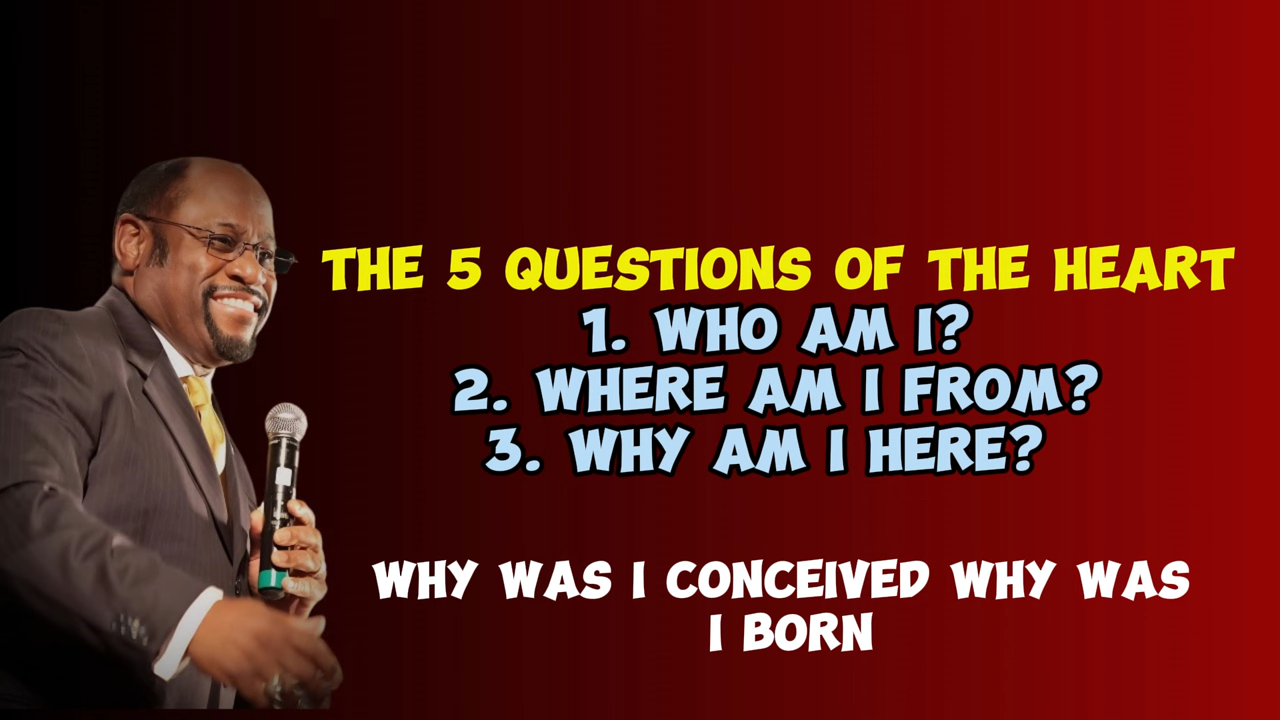 THE 5 QUESTIONS OF THE HEART
1. WHO AM I?
2. WHERE AM I FROM?
3. WHY AM I HERE?
WHY WAS I CONCEIVED WHY WAS
I BORN